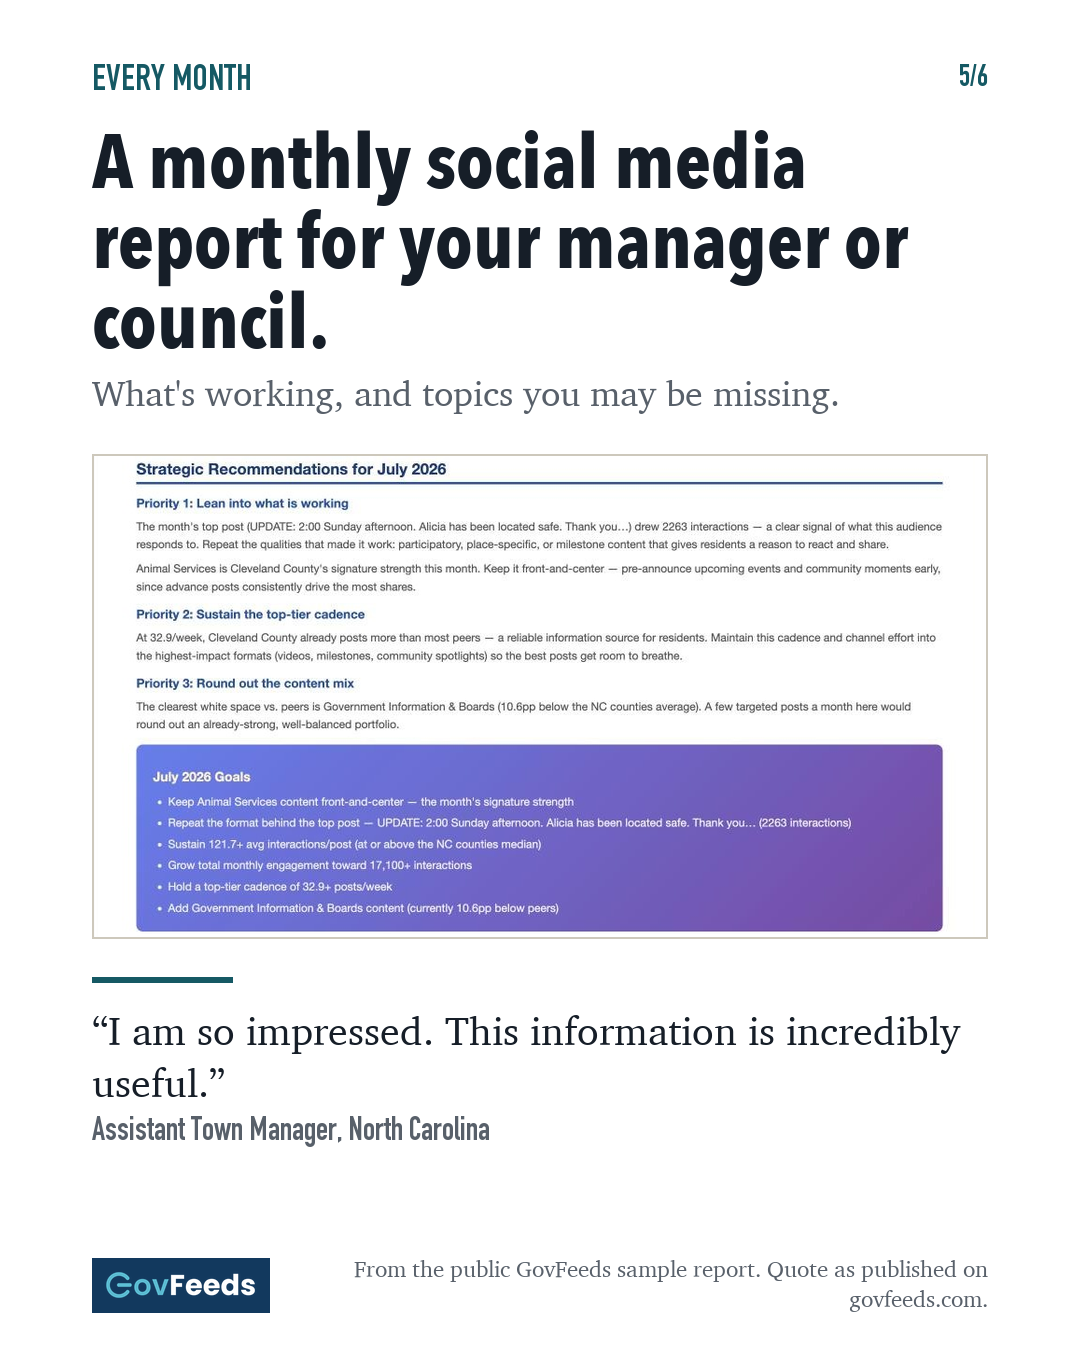 EVERY MONTH
5/6
A monthly social media
report for your manager or
council.
What's working, and topics you may be missing.
Strategic Recommendations for July 2026
Priority 1: Lean into what is working
The month's top post (UPDATE: 2:00 Sunday afternoon. Alicia has been located safe. Thank you...) drew 2263 interactions — a clear signal of what this audience
responds to. Repeat the qualities that made it work: participatory, place-specific, or milestone content that gives residents a reason to react and share.
Animal Services is Cleveland County's signature strength this month. Keep it front-and-center — pre-announce upcoming events and community moments early,
since advance posts consistently drive the most shares.
Priority 2: Sustain the top-tier cadence
At 32.9/week, Cleveland County already posts more than most peers — a reliable information source for residents. Maintain this cadence and channel effort into
the highest-impact formats (videos, milestones, community spotlights) so the best posts get room to breathe.
Priority 3: Round out the content mix
The clearest white space vs. peers is Government Information & Boards (10.6pp below the NC counties average). A few targeted posts a month here would
round out an already-strong, well-balanced portfolio.
July 2026 Goals
• Keep Animal Services content front-and-center — the month's signature strength
• Repeat the format behind the top post — UPDATE: 2:00 Sunday afternoon. Alicia has been located safe. Thank you... (2263 interactions)
• Sustain 121.7+ avg interactions/post (at or above the NC counties median)
• Grow total monthly engagement toward 17,100+ interactions
• Hold a top-tier cadence of 32.9+ posts/week
• Add Government Information & Boards content (currently 10.6pp below peers)
“I am so impressed. This information is incredibly
useful.”
Assistant Town Manager, North Carolina
GovFeeds
From the public GovFeeds sample report. Quote as published on
govfeeds.com.